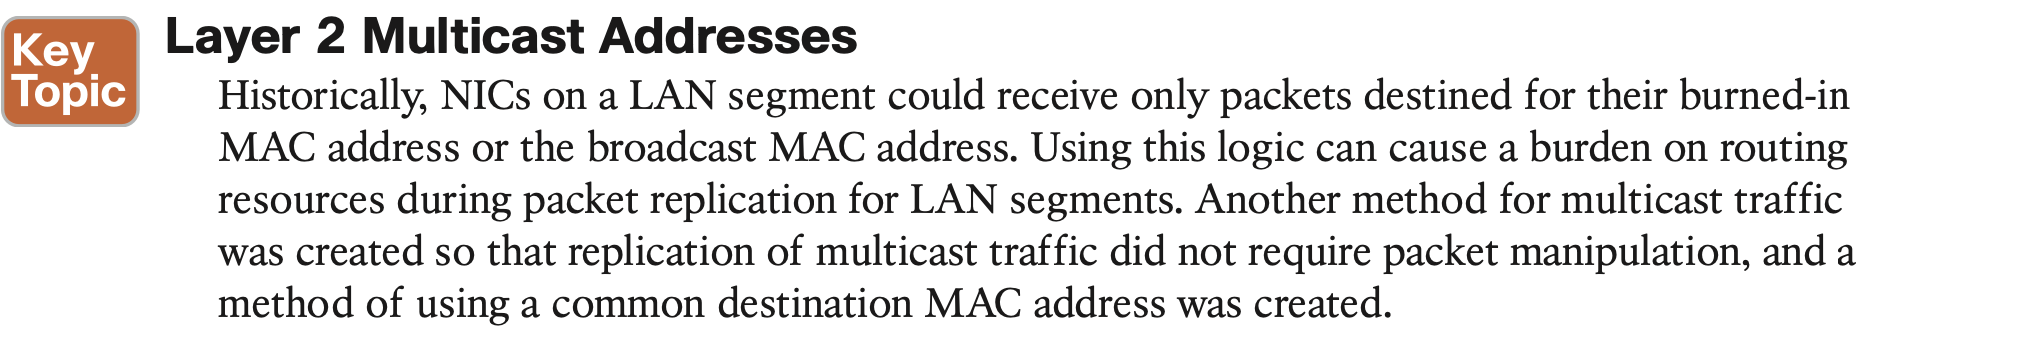 Key
Topic
Layer 2 Multicast Addresses
Historically, NICs on a LAN segment could receive only packets destined for their burned-in
MAC address or the broadcast MAC address. Using this logic can cause a burden on routing
resources during packet replication for LAN segments. Another method for multicast traffic
was created so that replication of multicast traffic did not require packet manipulation, and a
method of using a common destination MAC address was created.